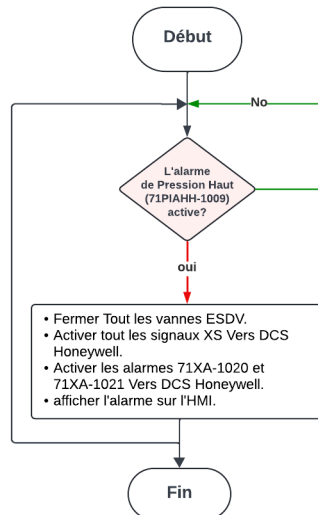 Début
No
L'alarme
de Pression Haut
(71PIAHH-1009)
active?
oui
• Fermer Tout les vannes ESDV.
• Activer tout les signaux XS Vers DCS
Honeywell.
• Activer les alarmes 71XA-1020 et
71XA-1021 Vers DCS Honeywell.
• afficher l'alarme sur l'HMI.
Fin